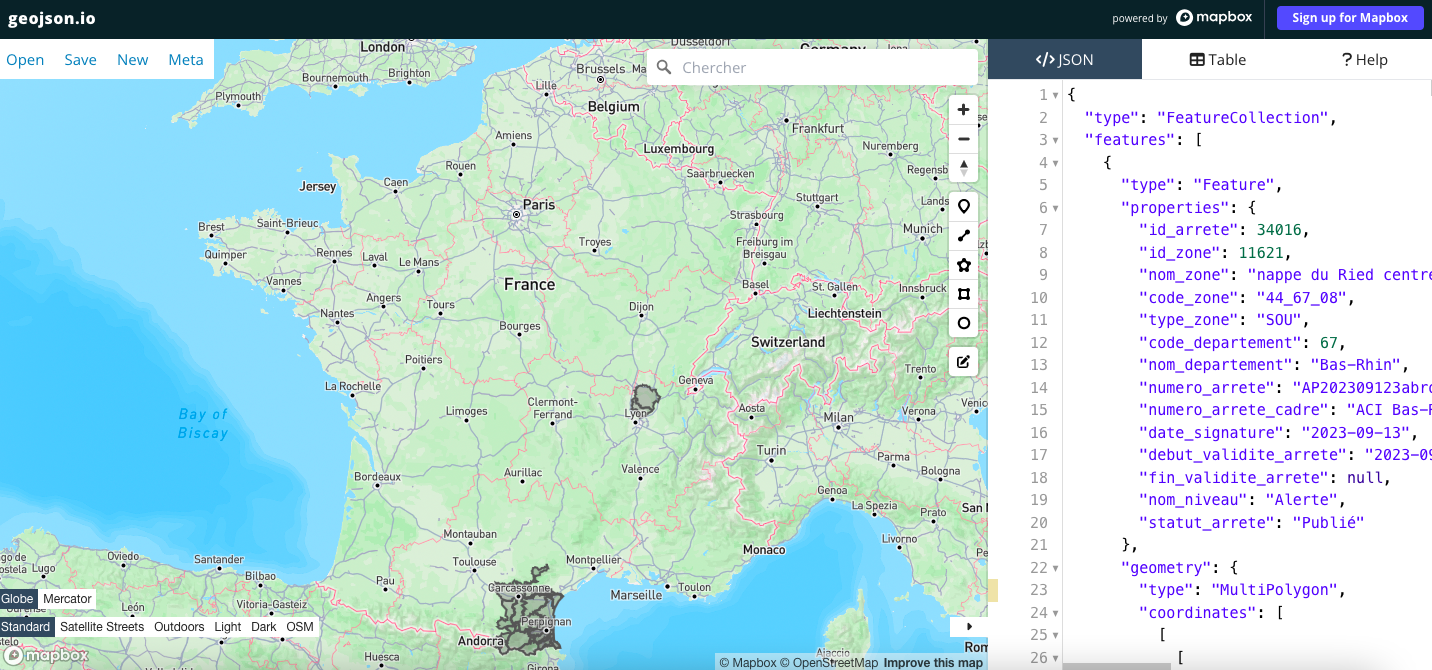 geojson.io
powered by mapbox
Sign up for Mapbox
Open Save New Meta
Chercher
</> JSON
Table
? Help
London
Bournemouth
Brighton
Plymouth
Brussels
Lille
Belgium
Germany
Frankfurt
Amiens
Luxembourg
Nuremberg
Rouen
Saarbruecken
Regensb
Jersey
Caen
Paris
Stuttgart
Lands
Brest
Saint-Brieuc
Strasbourg
Munich
Quimper
Rennes
Laval
Le Mans
Troyes
Freiburg im
Breisgau
Vannes
Angers
France
Basel
St. Gallen
Innsbruck
Nantes
Tours
Dijon
Liechtenstein
Bourges
Switzerland
Poitiers
La Rochelle
Geneva
Trento
Limoges
Clermont-
Ferrand
Lyon
Aosta
Milan
Verona
Venic
Bay of
Biscay
Turin
Aurillac
Valence
Parma
Bordeaux
Bologna
Genoa
La Spezia
Prato
San M
Montauban
Monaco
Livorno
Oviedo
Santander
Toulouse
Montpellier
Lugo
Bilbao
Pau
Carcassonne
Marseille
Toulon
León
Vitoria-Gasteiz
Perpignan
Andorra
Huesca
Girona
Ajaccio
Rom
Globe Mercator
Standard Satellite Streets Outdoors Light Dark OSM
mapbox
© Mapbox © OpenStreetMap Improve this map
1 {
2 "type": "FeatureCollection",
3 "features": [
4 {
5 "type": "Feature",
6 "properties": {
7 "id_arrete": 34016,
8 "id_zone": 11621,
9 "nom_zone": "nappe du Ried centre
10 "code_zone": "44_67_08",
11 "type_zone": "SOU",
12 "code_departement": 67,
13 "nom_departement": "Bas-Rhin",
14 "numero_arrete": "AP202309123abro
15 "numero_arrete_cadre": "ACI Bas-R
16 "date_signature": "2023-09-13",
17 "debut_validite_arrete": "2023-09
18 "fin_validite_arrete": null,
19 "nom_niveau": "Alerte",
20 "statut_arrete": "Publié"
21 },
22 "geometry": {
23 "type": "MultiPolygon",
24 "coordinates": [
25 [
26 [